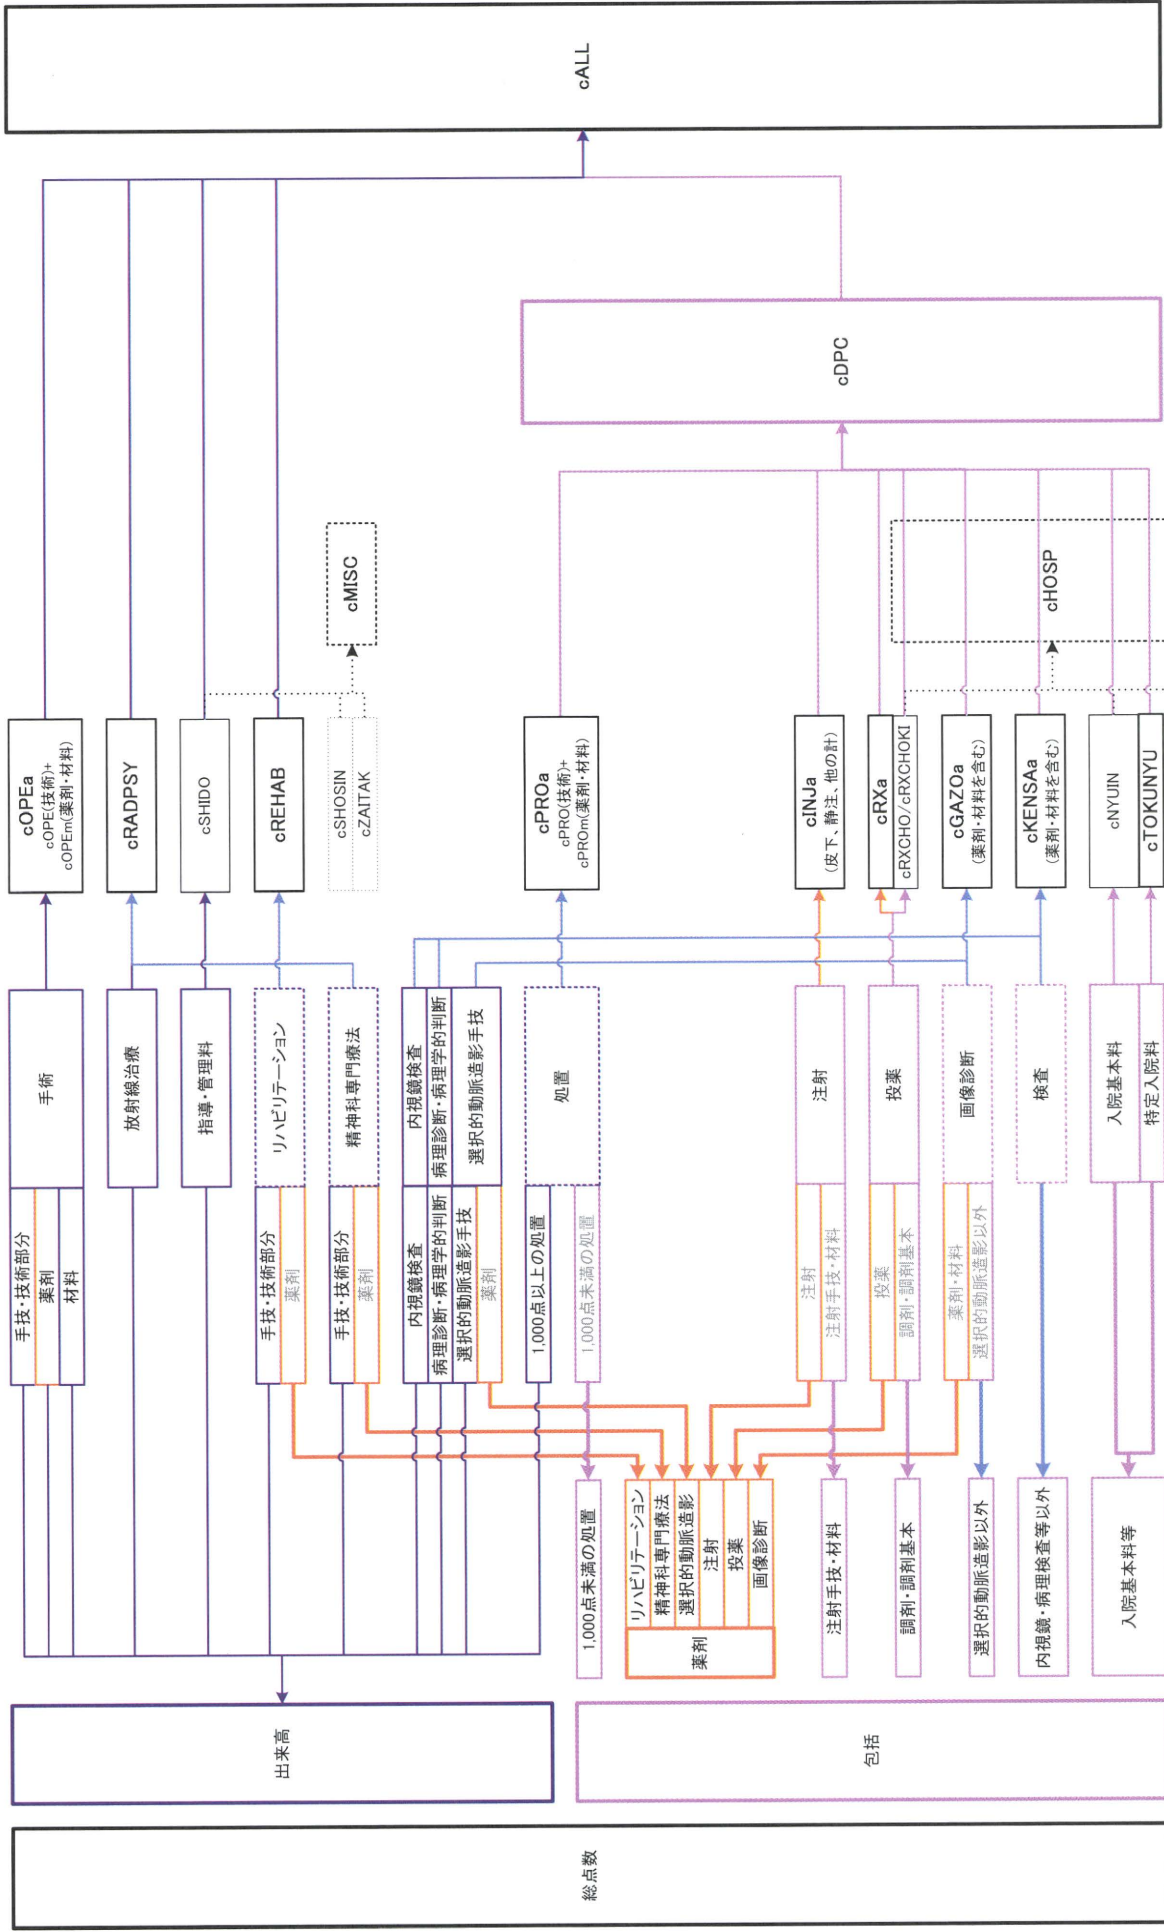 総点数
出来高
包括
1,000点未満の処置
薬剤
リハビリテーション
精神科専門療法
選択的動脈造影
注射
投薬
画像診断
注射手技・材料
調剤・調剤基本
選択的動脈造影以外
内視鏡・病理検査等以外
入院基本料等
手技・技術部分
薬剤
材料
手技・技術部分
薬剤
手技・技術部分
薬剤
内視鏡検査
病理診断・病理学的判断
選択的動脈造影手技
薬剤
1,000点以上の処置
1,000点未満の処置
注射
注射手技・材料
投薬
調剤・調剤基本
薬剤・材料
選択的動脈造影以外
手術
放射線治療
指導・管理料
リハビリテーション
精神科専門療法
内視鏡検査
病理診断・病理学的判断
選択的動脈造影手技
処置
注射
投薬
画像診断
検査
入院基本料
特定入院料
cOPEa
cOPE(技術)+
cOPEm(薬剤・材料)
cRADPSY
cSHIDO
cREHAB
cSHOSIN
cZAITAK
cPROa
cPRO(技術)+
cPROm(薬剤・材料)
cINJa
(皮下、静注、他の計)
cRXa
cRXCHO/cRXCHOKI
cGAZOa
(薬剤・材料を含む)
cKENSAa
(薬剤・材料を含む)
cNYUIN
cTOKUNYU
cMISC
cHOSP
cDPC
cALL